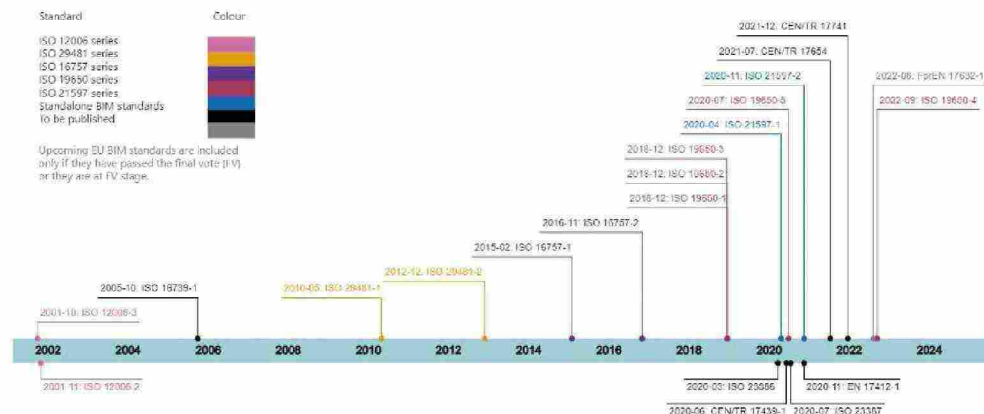 Standard Colour
ISO 12006 series
ISO 29481 series
ISO 16757 series
ISO 19650 series
ISO 21597 series
Standalone BIM standards
To be published
Upcoming EU BIM standards are included
only if they have passed the final vote (FV)
or they are at FV stage.
2021-12: CEN/TR 17741
2021-07: CEN/TR 17654
2020-11: ISO 21597-2
2022-08: FprEN 17632-1
2020-07: ISO 19650-5
2022-09: ISO 19650-4
2020-04: ISO 21597-1
2018-12: ISO 19650-3
2018-12: ISO 19650-2
2018-12: ISO 19650-1
2016-11: ISO 16757-2
2015-02: ISO 16757-1
2012-12: ISO 29481-2
2005-10: ISO 16739-1
2010-05: ISO 29481-1
2001-10: ISO 12006-3
2002 2004 2006 2008 2010 2012 2014 2016 2018 2020 2022 2024
2001-11: ISO 12006-2
2020-03: ISO 23386
2020-11: EN 17412-1
2020-06: CEN/TR 17439-1
2020-07: ISO 23387